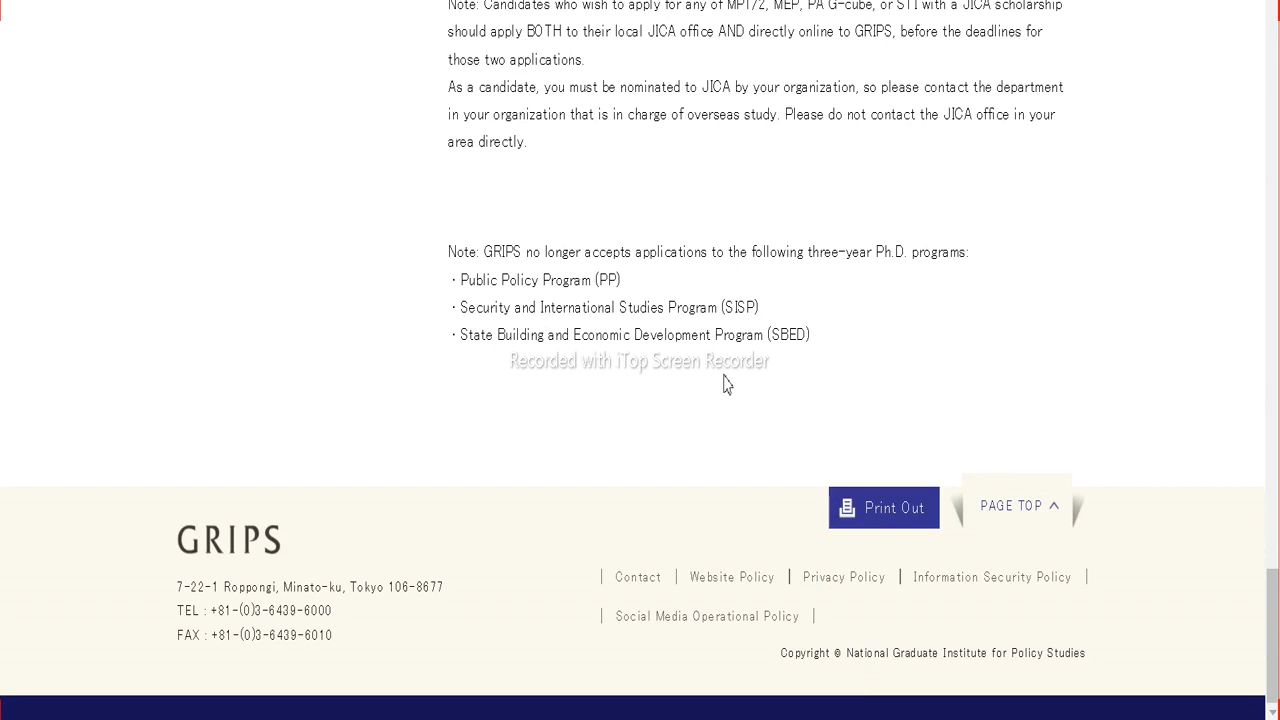 Note: Candidates who wish to apply for any of MP1/2, MEP, PA G-cube, or STI with a JICA scholarship
should apply BOTH to their local JICA office AND directly online to GRIPS, before the deadlines for
those two applications.
As a candidate, you must be nominated to JICA by your organization, so please contact the department
in your organization that is in charge of overseas study. Please do not contact the JICA office in your
area directly.
Note: GRIPS no longer accepts applications to the following three-year Ph.D. programs:
・Public Policy Program (PP)
・Security and International Studies Program (SISP)
・State Building and Economic Development Program (SBED)
Recorded with iTop Screen Recorder
Print Out
PAGE TOP
GRIPS
7-22-1 Roppongi, Minato-ku, Tokyo 106-8677
TEL : +81-(0)3-6439-6000
FAX : +81-(0)3-6439-6010
| Contact | Website Policy | Privacy Policy | Information Security Policy |
| Social Media Operational Policy |
Copyright © National Graduate Institute for Policy Studies